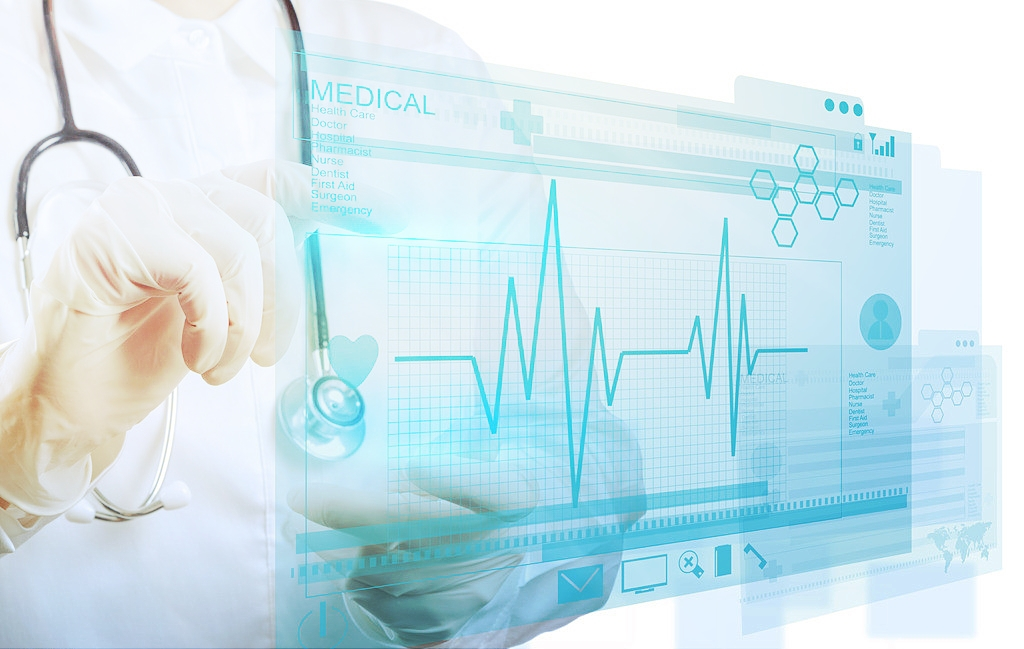 MEDICAL
Health Care
Doctor
Hospital
Pharmacist
Nurse
Dentist
First Aid
Surgeon
Emergency
Health Care
Doctor
Hospital
Pharmacist
Nurse
Dentist
First Aid
Surgeon
Emergency
MEDICAL
Health Care
Doctor
Hospital
Pharmacist
Nurse
Dentist
First Aid
Surgeon
Emergency